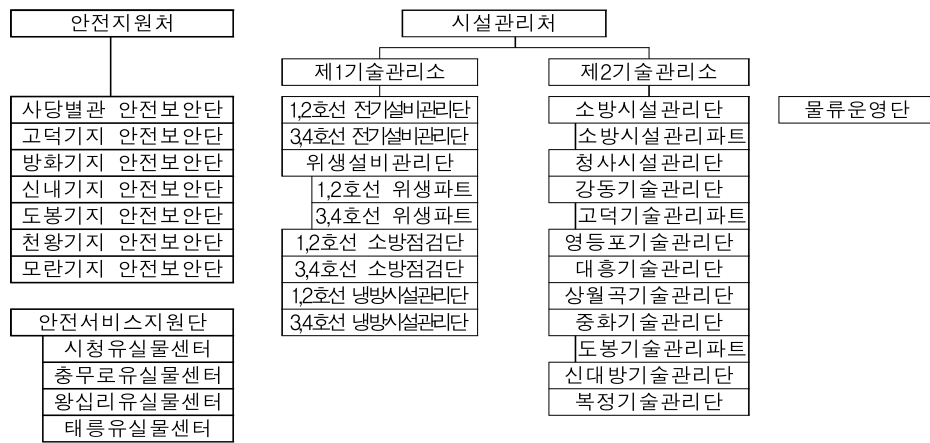 안전지원처
사당별관 안전보안단
고덕기지 안전보안단
방화기지 안전보안단
신내기지 안전보안단
도봉기지 안전보안단
천왕기지 안전보안단
모란기지 안전보안단
안전서비스지원단
시청유실물센터
충무로유실물센터
왕십리유실물센터
태릉유실물센터
시설관리처
제1기술관리소
1,2호선 전기설비관리단
3,4호선 전기설비관리단
위생설비관리단
1,2호선 위생파트
3,4호선 위생파트
1,2호선 소방점검단
3,4호선 소방점검단
1,2호선 냉방시설관리단
3,4호선 냉방시설관리단
제2기술관리소
소방시설관리단
소방시설관리파트
청사시설관리단
강동기술관리단
고덕기술관리파트
영등포기술관리단
대흥기술관리단
상월곡기술관리단
중화기술관리단
도봉기술관리파트
신대방기술관리단
복정기술관리단
물류운영단